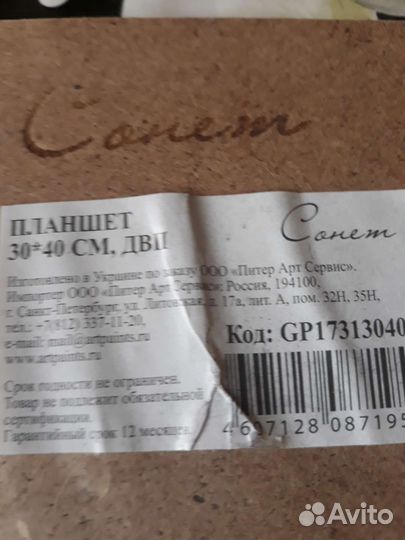 Сонет
ПЛАНШЕТ
30*40 СМ, ДВП
Сонет
Изготовлено в Украине по заказу ООО «Питер Арт Сервис».
Импортер ООО «Питер Арт Сервис»; Россия, 194100,
г. Санкт-Петербург, ул. Литовская, д. 17а, лит. А, пом. 32Н, 35Н,
тел.: +7(812) 337-11-20,
e-mail: mail@artpaints.ru
www.artpaints.ru
Код: GP17313040
Срок годности не ограничен.
Товар не подлежит обязательной
сертификации.
Гарантийный срок 12 месяцев.
4 607128 087195
Avito